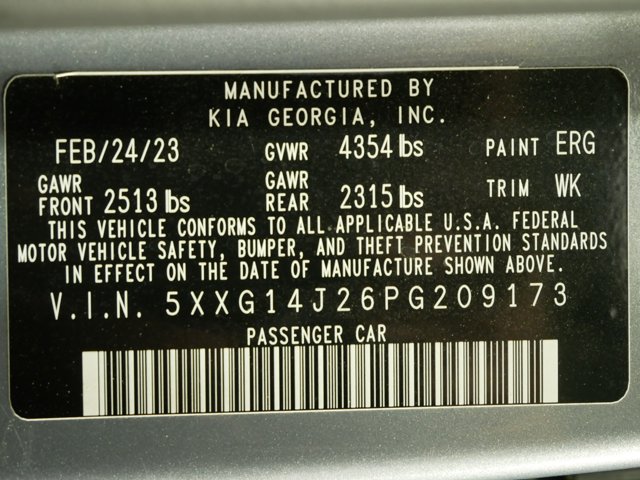 MANUFACTURED BY
KIA GEORGIA, INC.
FEB/24/23 GVWR 4354 lbs PAINT ERG
GAWR FRONT 2513 lbs GAWR REAR 2315 lbs TRIM WK
THIS VEHICLE CONFORMS TO ALL APPLICABLE U.S.A. FEDERAL
MOTOR VEHICLE SAFETY, BUMPER, AND THEFT PREVENTION STANDARDS
IN EFFECT ON THE DATE OF MANUFACTURE SHOWN ABOVE.
V.I.N. 5XXG14J26PG209173
PASSENGER CAR